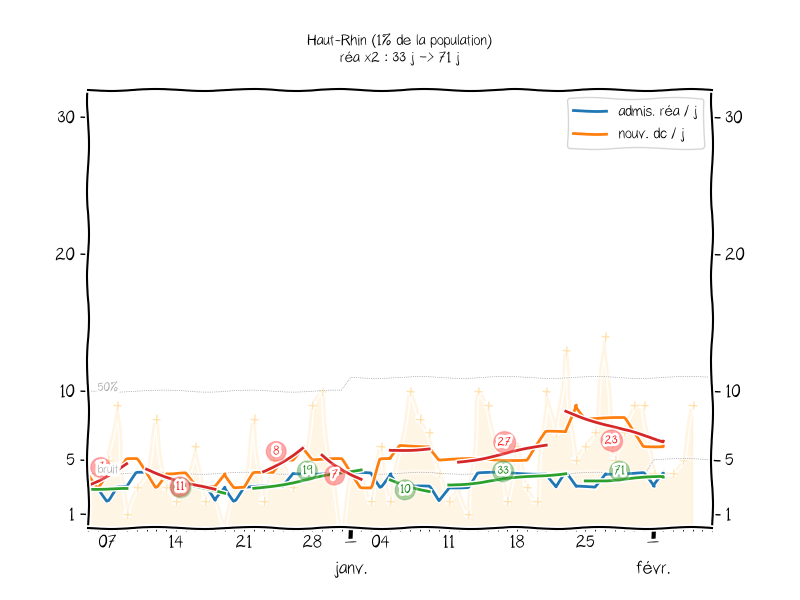 Haut-Rhin (1% de la population)
réa x2 : 33 j -> 71 j
admis. réa / j
nouv. dc / j
30 30
20 20
10 10
5 5
1 1
50%
bruit
11
8
19
7
10
27
33
23
71
07 14 21 28 04 11 18 25
janv. févr.